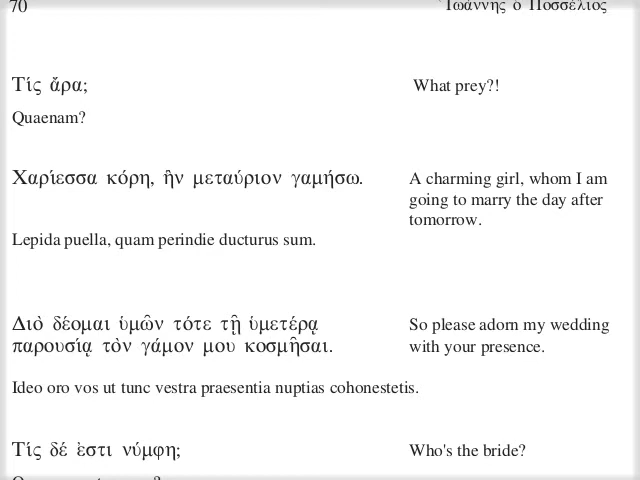 70 Ἰωάννης ὁ Ποσσέλιος
Τίς ἄρα; What prey?!
Quaenam?
Χαρίεσσα κόρη, ἣν μεταύριον γαμήσω. A charming girl, whom I am
going to marry the day after
tomorrow.
Lepida puella, quam perindie ducturus sum.
Διὸ δέομαι ὑμῶν τότε τῇ ὑμετέρᾳ So please adorn my wedding
παρουσίᾳ τὸν γάμον μου κοσμῆσαι. with your presence.
Ideo oro vos ut tunc vestra praesentia nuptias cohonestetis.
Τίς δέ ἐστι νύμφη; Who's the bride?